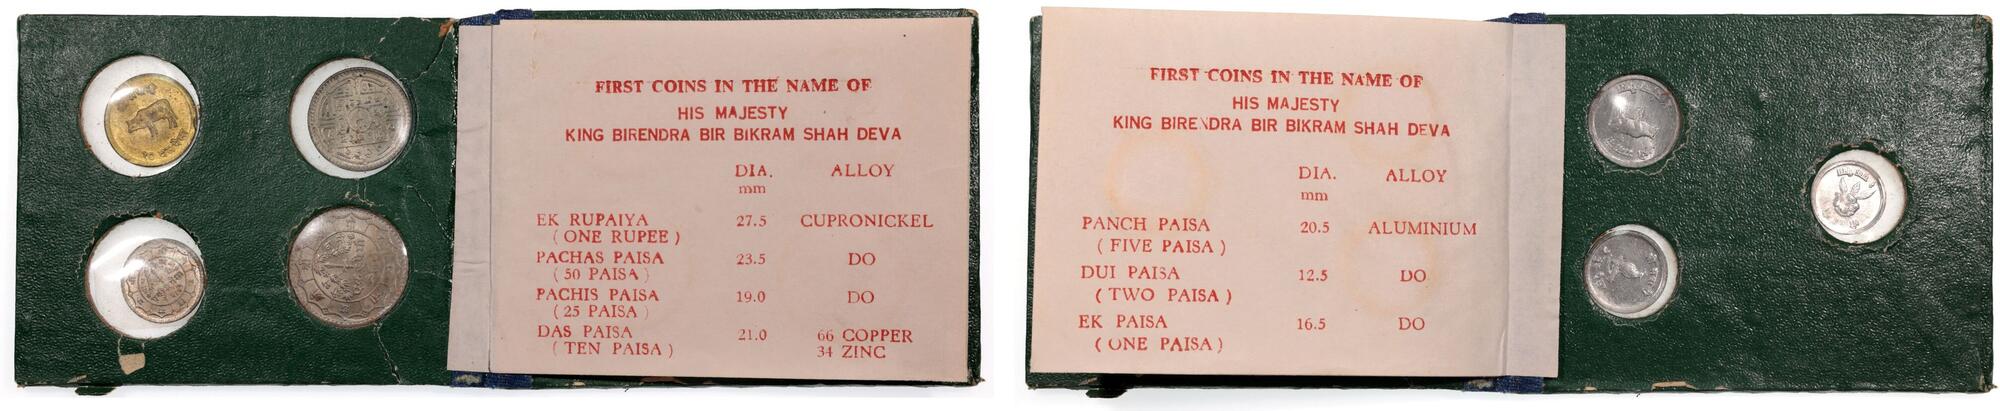 FIRST COINS IN THE NAME OF
HIS MAJESTY
KING BIRENDRA BIR BIKRAM SHAH DEVA
DIA. ALLOY
mm
EK RUPAIYA 27.5 CUPRONICKEL
( ONE RUPEE )
PACHAS PAISA 23.5 DO
( 50 PAISA )
PACHIS PAISA 19.0 DO
( 25 PAISA )
DAS PAISA 21.0 66 COPPER
( TEN PAISA ) 34 ZINC
FIRST COINS IN THE NAME OF
HIS MAJESTY
KING BIRENDRA BIR BIKRAM SHAH DEVA
DIA. ALLOY
mm
PANCH PAISA 20.5 ALUMINIUM
( FIVE PAISA )
DUI PAISA 12.5 DO
( TWO PAISA )
EK PAISA 16.5 DO
( ONE PAISA )